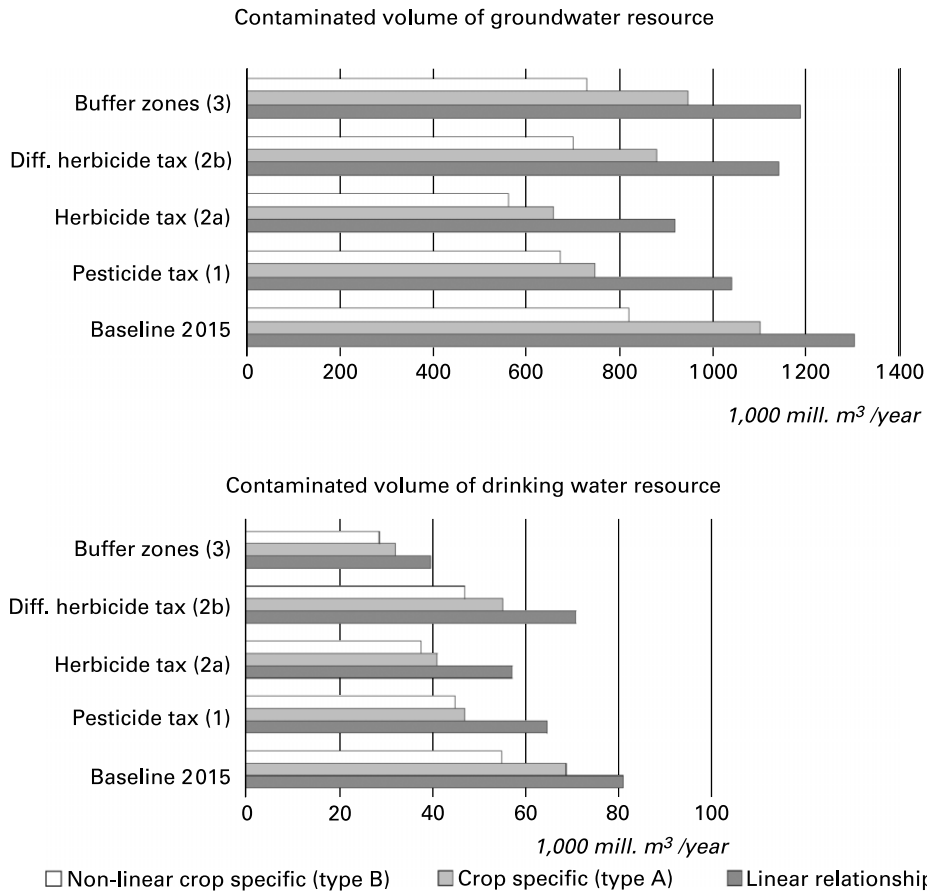 Contaminated volume of groundwater resource
Buffer zones (3)
Diff. herbicide tax (2b)
Herbicide tax (2a)
Pesticide tax (1)
Baseline 2015
0 200 400 600 800 1000 1200 1400
1,000 mill. m³ /year
Contaminated volume of drinking water resource
Buffer zones (3)
Diff. herbicide tax (2b)
Herbicide tax (2a)
Pesticide tax (1)
Baseline 2015
0 20 40 60 80 100
1,000 mill. m³ /year
Non-linear crop specific (type B) Crop specific (type A) Linear relationship